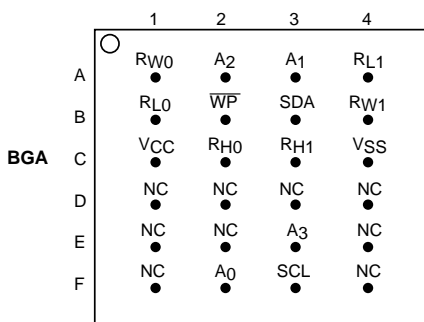 1 2 3 4
A RW0 A2 A1 RL1
B RL0 W̅P̅ SDA RW1
BGA C VCC RH0 RH1 VSS
D NC NC NC NC
E NC NC A3 NC
F NC A0 SCL NC